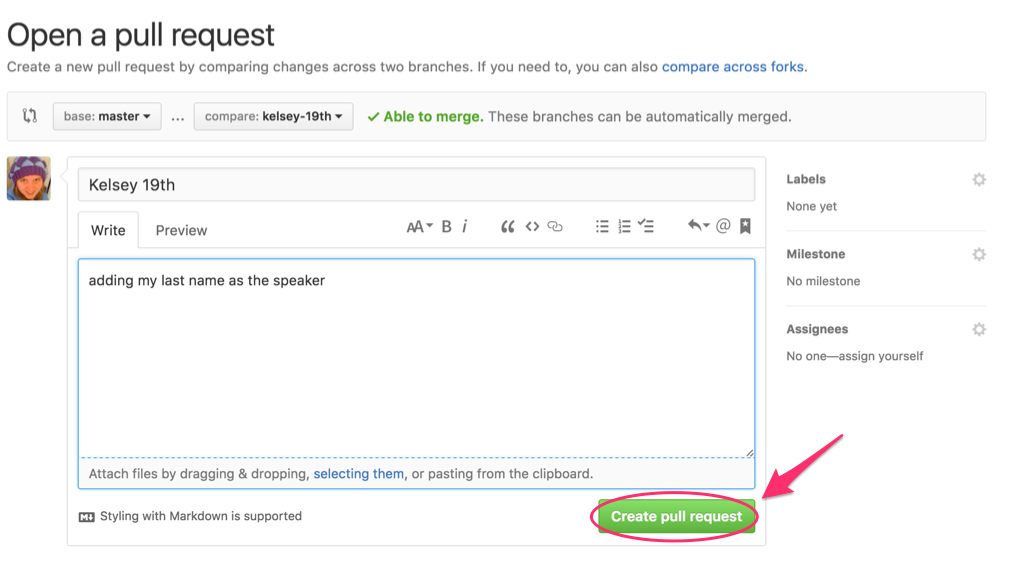 Open a pull request
Create a new pull request by comparing changes across two branches. If you need to, you can also compare across forks.
base: master ... compare: kelsey-19th ✓ Able to merge. These branches can be automatically merged.
Kelsey 19th
Write Preview AA B i “ <> @
adding my last name as the speaker
Attach files by dragging & dropping, selecting them, or pasting from the clipboard.
M↓ Styling with Markdown is supported
Create pull request
Labels
None yet
Milestone
No milestone
Assignees
No one—assign yourself